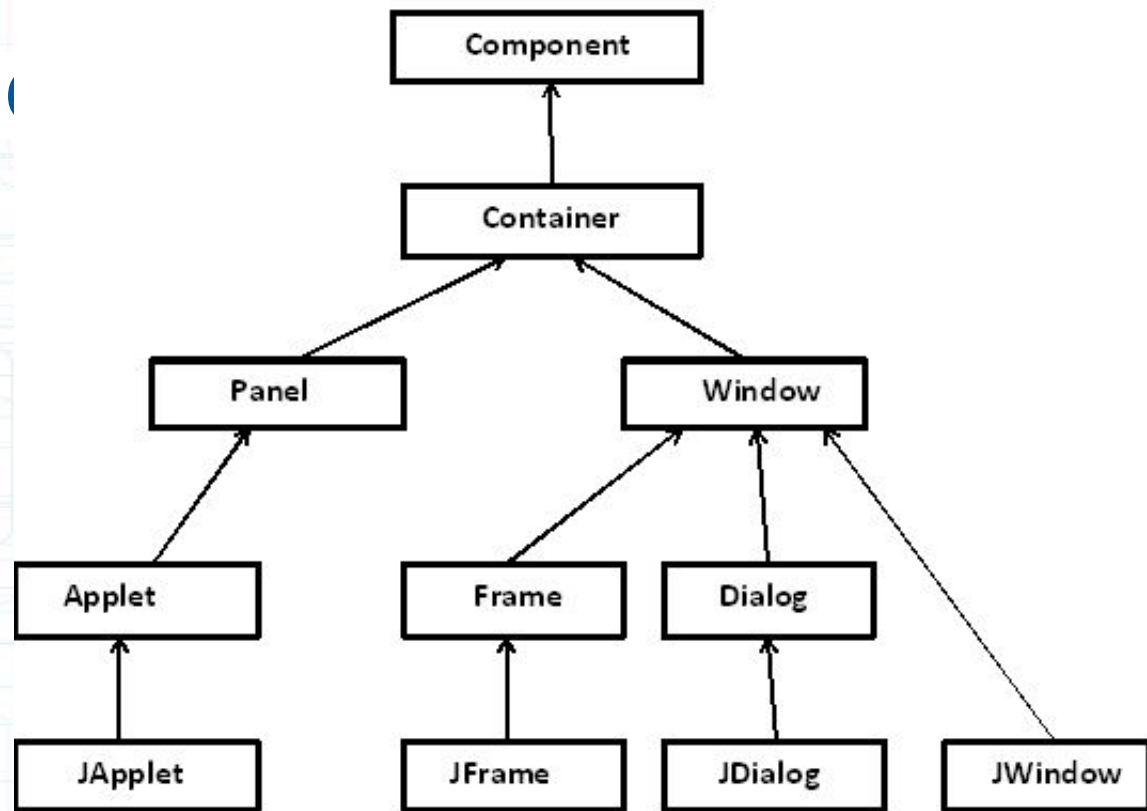 Component
Container
Panel
Window
Applet
Frame
Dialog
JApplet
JFrame
JDialog
JWindow